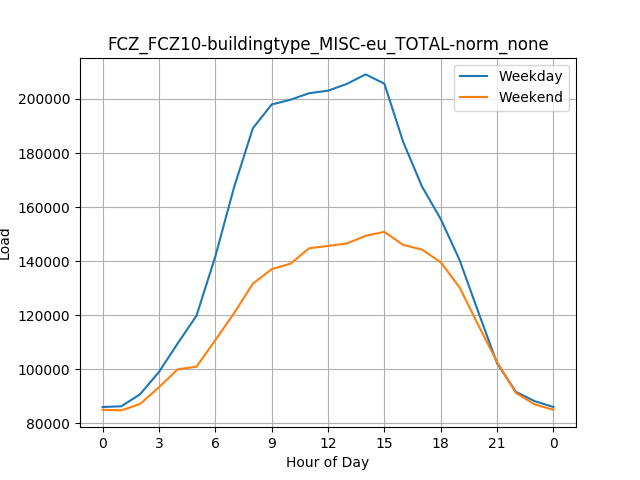 FCZ_FCZ10-buildingtype_MISC-eu_TOTAL-norm_none
Weekday
Weekend
200000
180000
160000
140000
120000
100000
80000
Load
0 3 6 9 12 15 18 21 0
Hour of Day